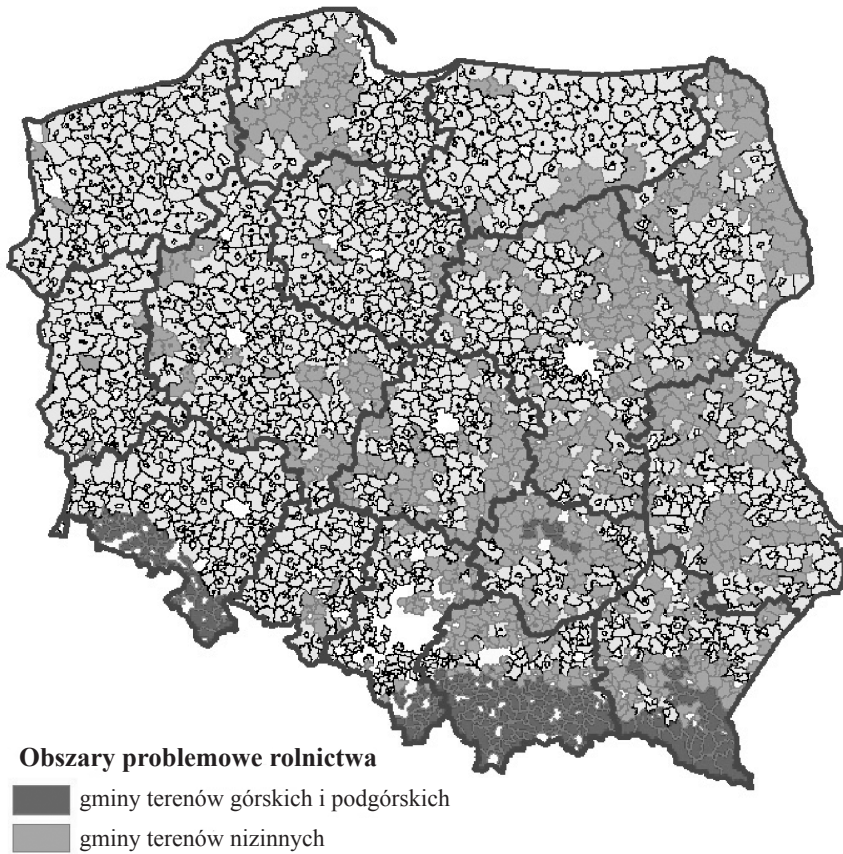 Obszary problemowe rolnictwa
gminy terenów górskich i podgórskich
gminy terenów nizinnych